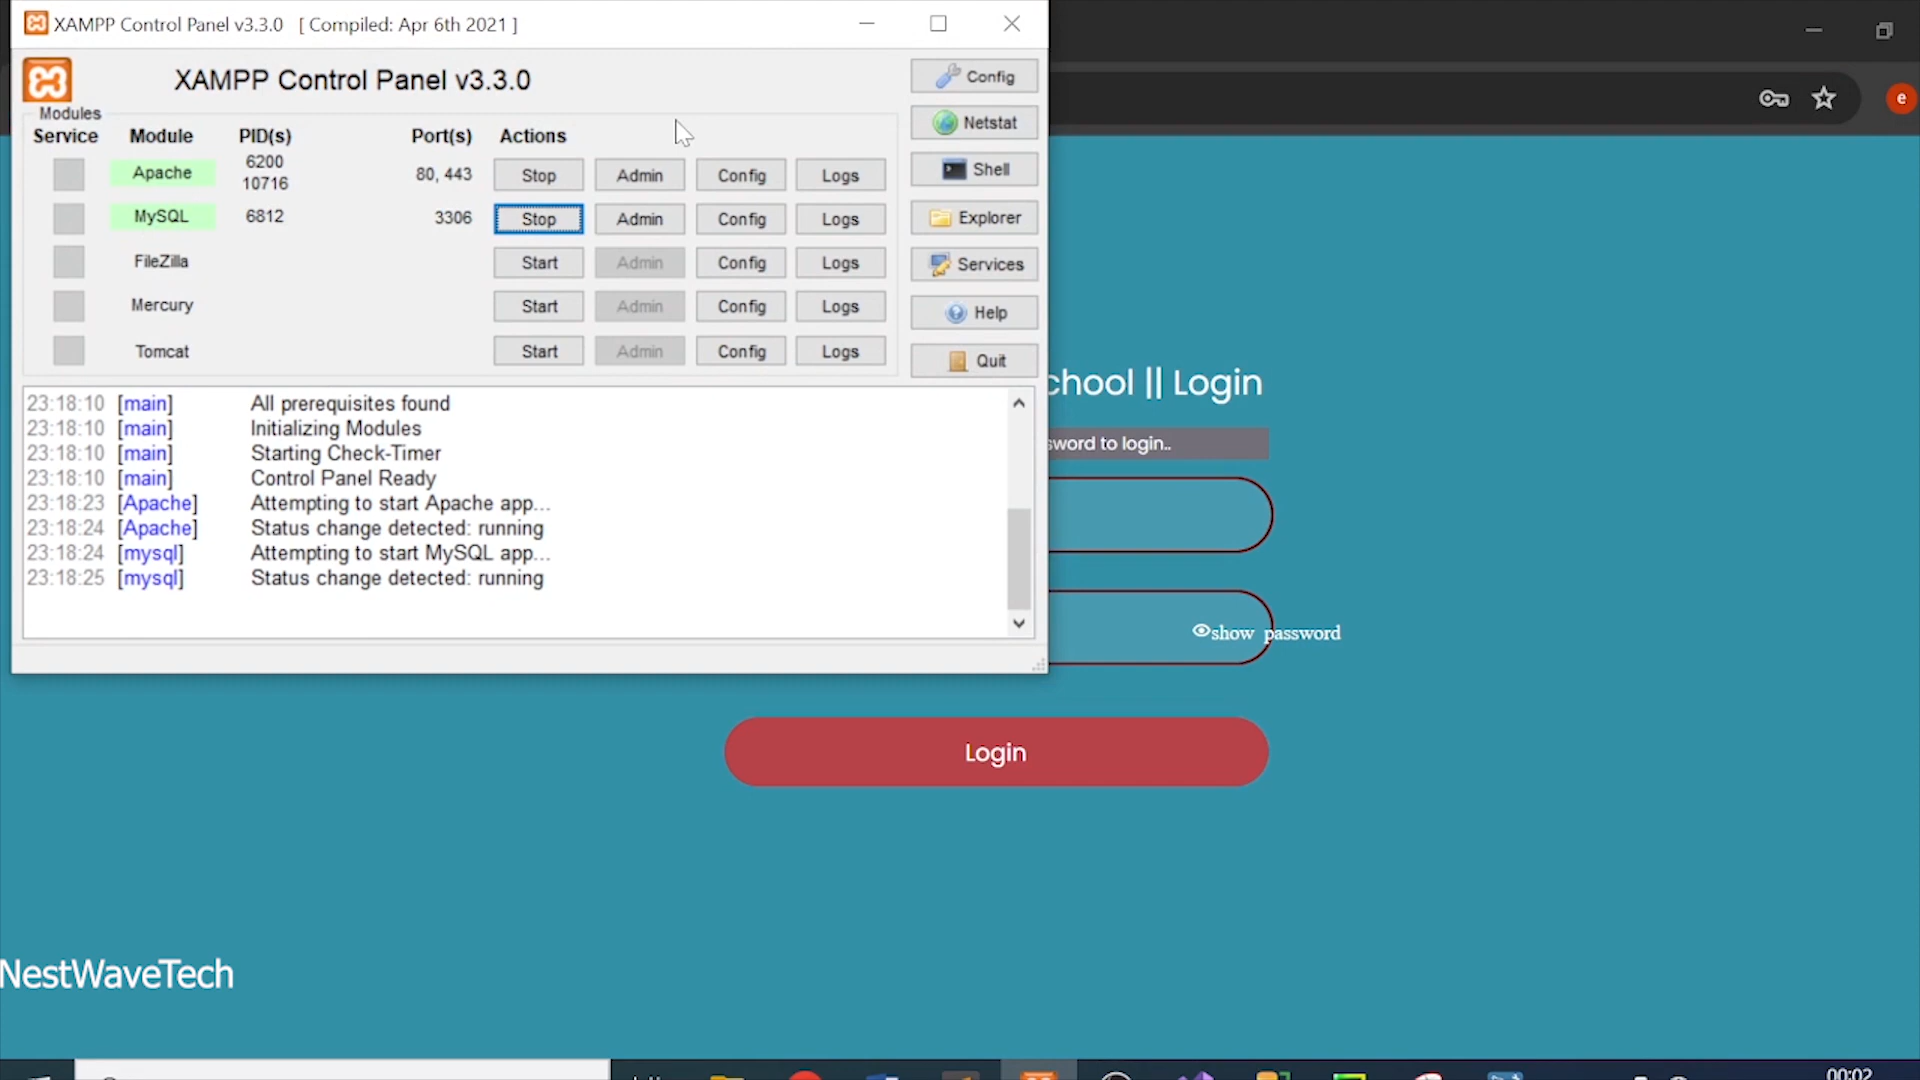 XAMPP Control Panel v3.3.0 [ Compiled: Apr 6th 2021 ]
XAMPP Control Panel v3.3.0
Config
Netstat
Shell
Explorer
Services
Help
Quit
Modules
Service Module PID(s) Port(s) Actions
Apache 6200 10716 80, 443 Stop Admin Config Logs
MySQL 6812 3306 Stop Admin Config Logs
FileZilla Start Admin Config Logs
Mercury Start Admin Config Logs
Tomcat Start Admin Config Logs
23:18:10 [main] All prerequisites found
23:18:10 [main] Initializing Modules
23:18:10 [main] Starting Check-Timer
23:18:10 [main] Control Panel Ready
23:18:23 [Apache] Attempting to start Apache app...
23:18:24 [Apache] Status change detected: running
23:18:24 [mysql] Attempting to start MySQL app...
23:18:25 [mysql] Status change detected: running
e
chool || Login
sword to login..
show password
Login
NestWaveTech
00:02